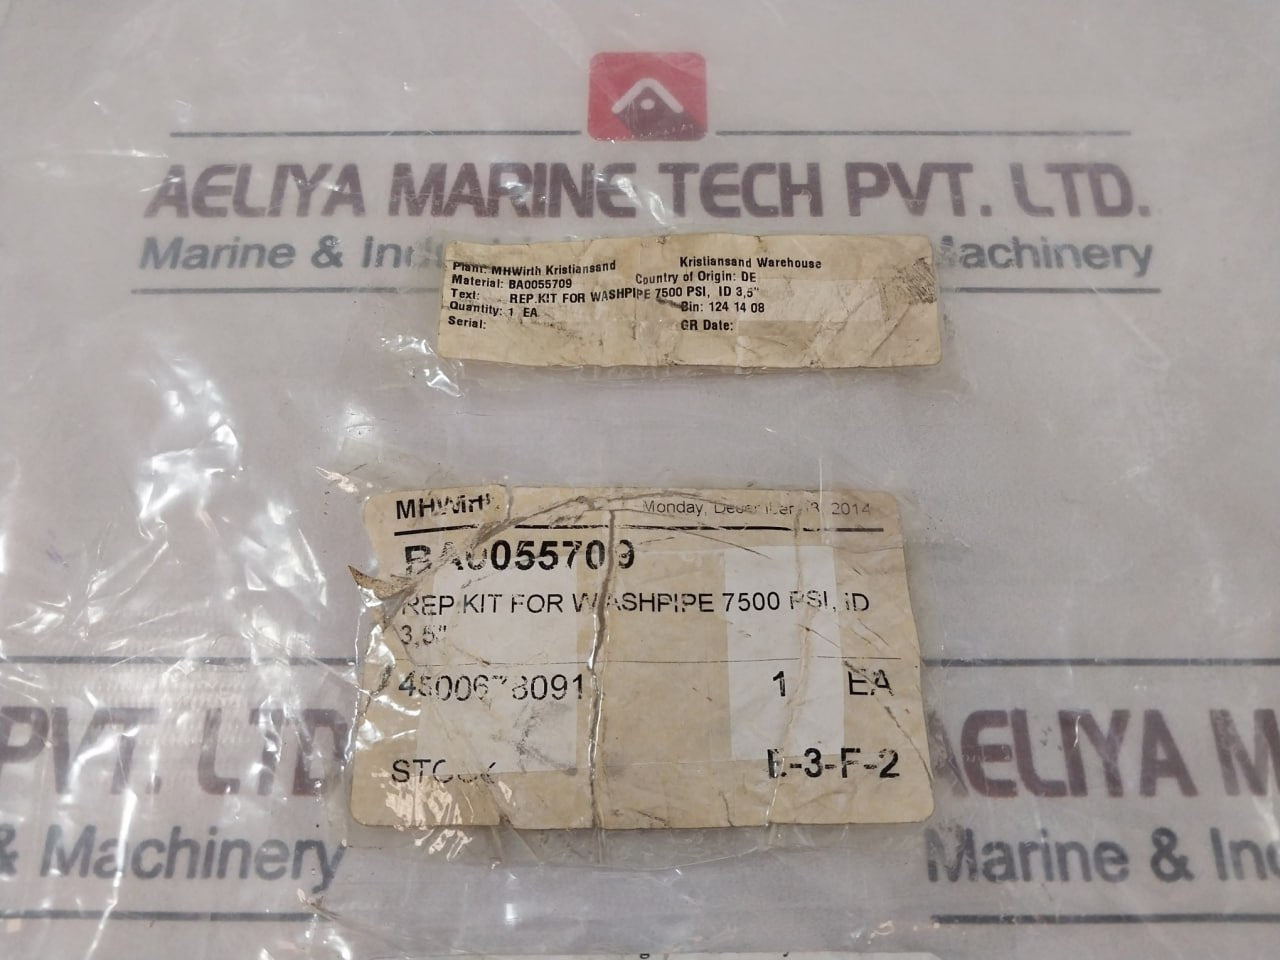 AELIYA MARINE TECH PVT. LTD.
Marine & Machinery
Plant: MHWirth Kristiansand Kristiansand Warehouse
Material: BA0055709 Country of Origin: DE
Text: REP.KIT FOR WASHPIPE 7500 PSI, ID 3,5"
Quantity: 1 EA Bin: 124 14 08
Serial: GR Date:
MHWirth Monday, 2014
BA0055709
REP.KIT FOR WASHPIPE 7500 PSI, ID
3,5"
1 EA
-3-F-2
PVT. LTD AELIYA M
& Machinery Marine & Ind